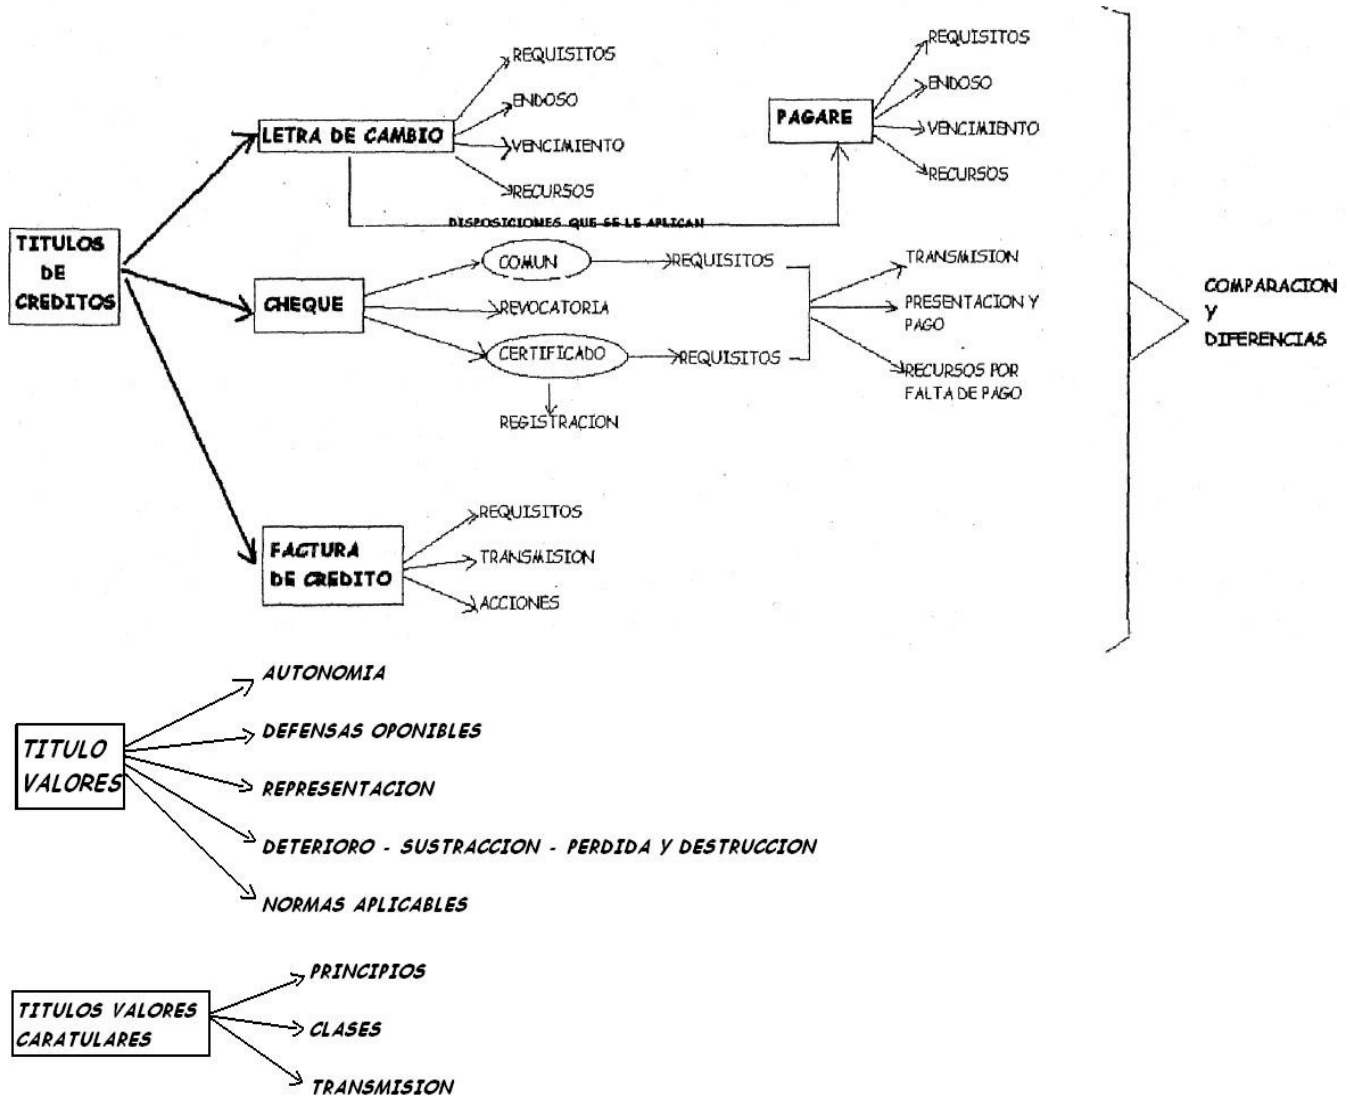 TITULOS
DE
CREDITOS
LETRA DE CAMBIO
REQUISITOS
ENDOSO
VENCIMIENTO
RECURSOS
DISPOSICIONES QUE SE LE APLICAN
PAGARE
REQUISITOS
ENDOSO
VENCIMIENTO
RECURSOS
CHEQUE
COMUN
REQUISITOS
REVOCATORIA
CERTIFICADO
REQUISITOS
REGISTRACION
TRANSMISION
PRESENTACION Y
PAGO
RECURSOS POR
FALTA DE PAGO
FACTURA
DE CREDITO
REQUISITOS
TRANSMISION
ACCIONES
COMPARACION
Y
DIFERENCIAS
TITULO
VALORES
AUTONOMIA
DEFENSAS OPONIBLES
REPRESENTACION
DETERIORO - SUSTRACCION - PERDIDA Y DESTRUCCION
NORMAS APLICABLES
TITULOS VALORES
CARATULARES
PRINCIPIOS
CLASES
TRANSMISION